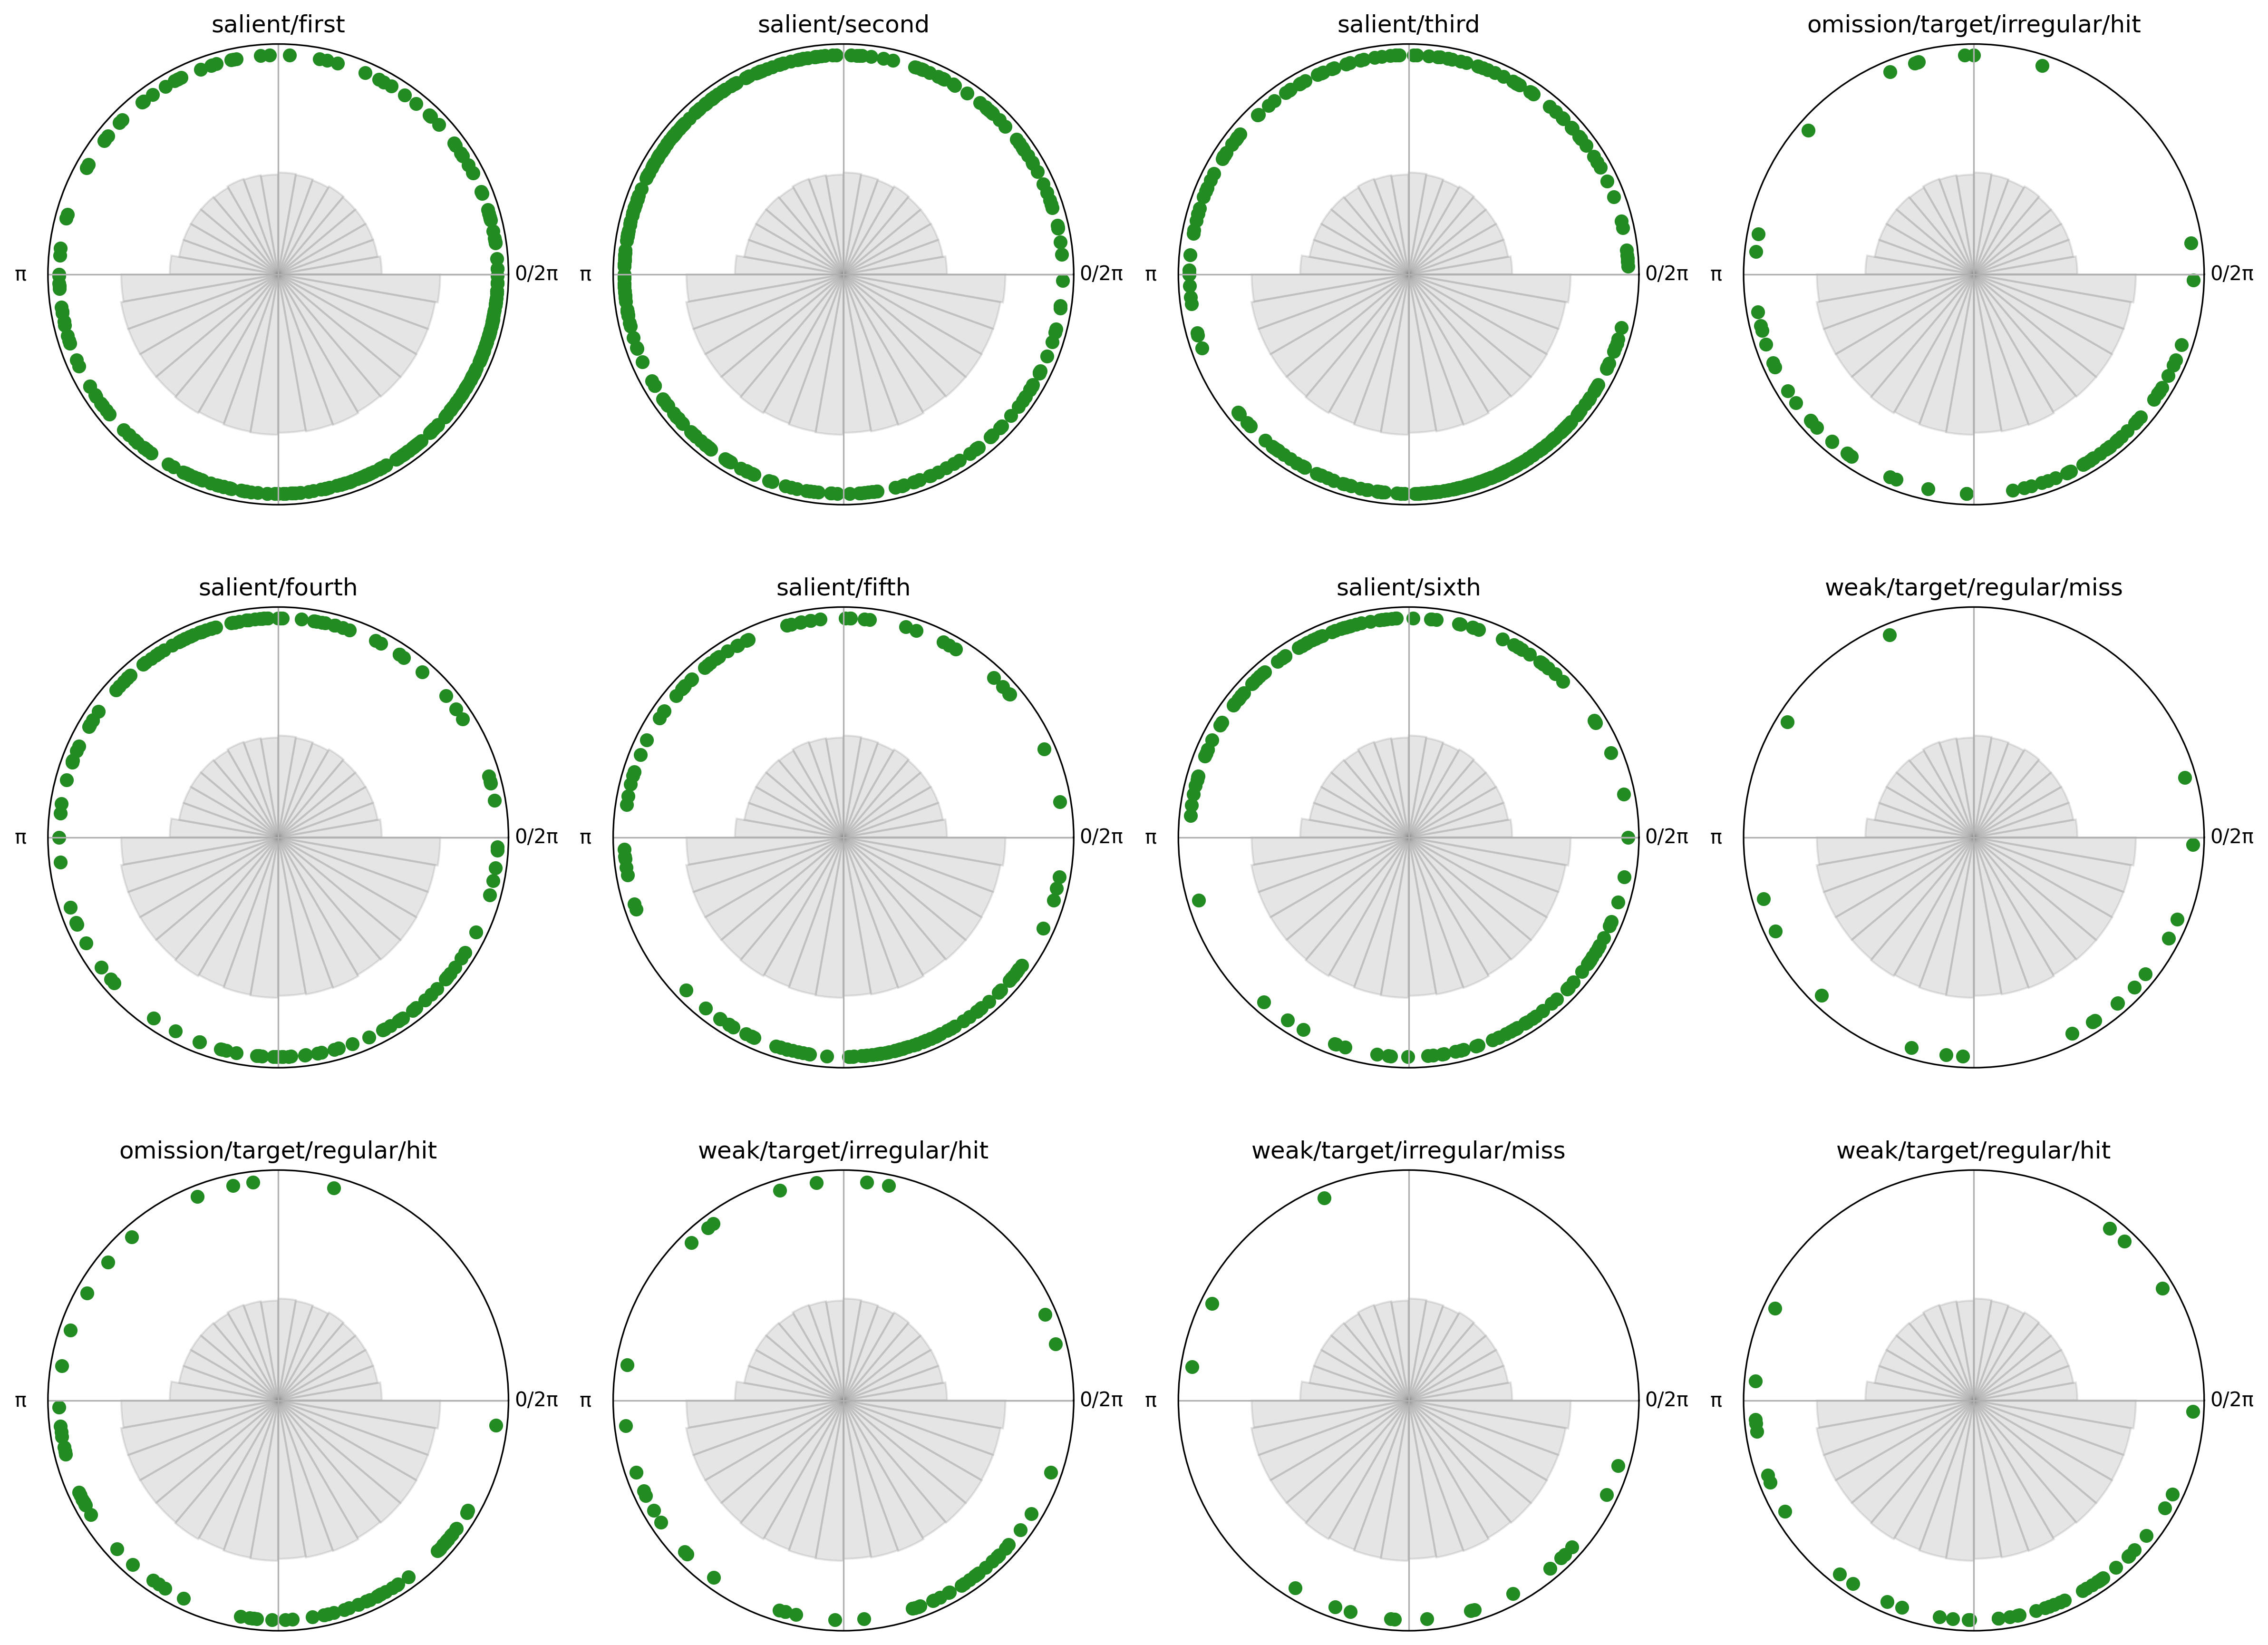 salient/first
salient/second
salient/third
omission/target/irregular/hit
π
0/2π
π
0/2π
π
0/2π
π
0/2π
salient/fourth
salient/fifth
salient/sixth
weak/target/regular/miss
π
0/2π
π
0/2π
π
0/2π
π
0/2π
omission/target/regular/hit
weak/target/irregular/hit
weak/target/irregular/miss
weak/target/regular/hit
π
0/2π
π
0/2π
π
0/2π
π
0/2π